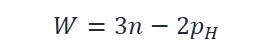 W = 3n − 2p_H